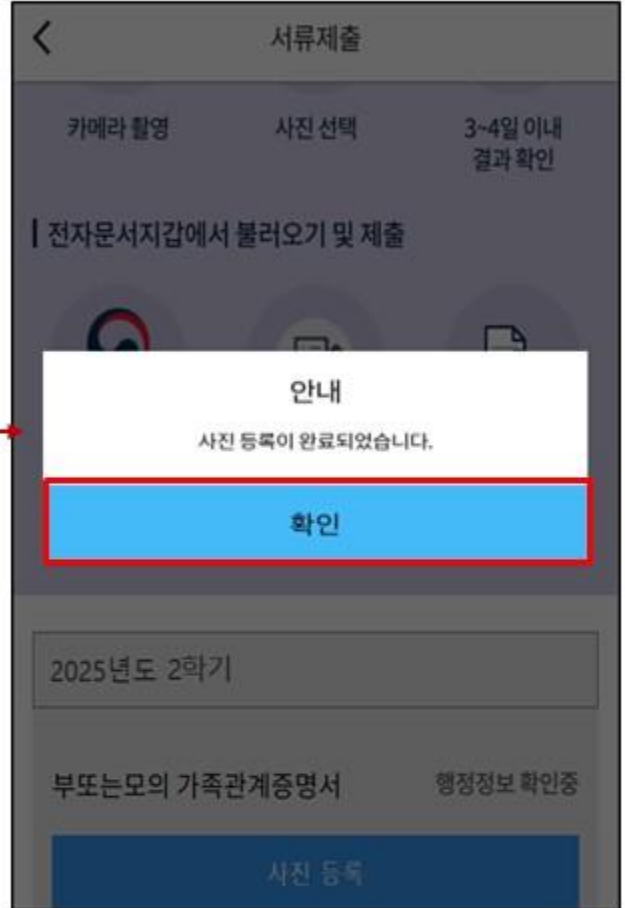 서류제출
카메라 촬영
사진 선택
3~4일 이내
결과 확인
전자문서지갑에서 불러오기 및 제출
안내
사진 등록이 완료되었습니다.
확인
2025년도 2학기
부또는모의 가족관계증명서
행정정보 확인중
사진 등록